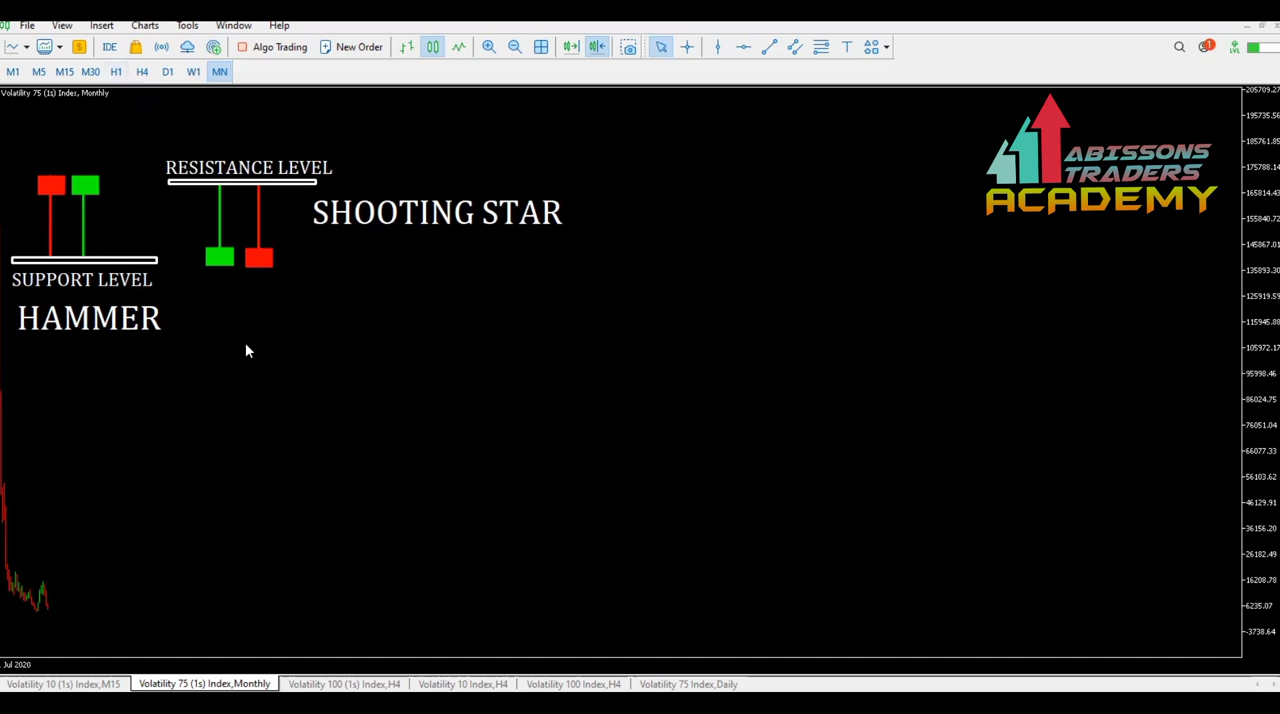 File View Insert Charts Tools Window Help
IDE Algo Trading New Order
1
LVL
M1 M5 M15 M30 H1 H4 D1 W1 MN
Volatility 75 (1s) Index, Monthly
RESISTANCE LEVEL
SHOOTING STAR
SUPPORT LEVEL
HAMMER
ABISSONS
TRADERS
ACADEMY
205709.27
195735.56
185761.85
175788.14
165814.43
155840.72
145867.01
135893.30
125919.59
115945.88
105972.17
95998.46
86024.75
76051.04
66077.33
56103.62
46129.91
36156.20
26182.49
16208.78
6235.07
-3738.64
Jul 2020
Volatility 10 (1s) Index,M15 Volatility 75 (1s) Index,Monthly Volatility 100 (1s) Index,H4 Volatility 10 Index,H4 Volatility 100 Index,H4 Volatility 75 Index,Daily